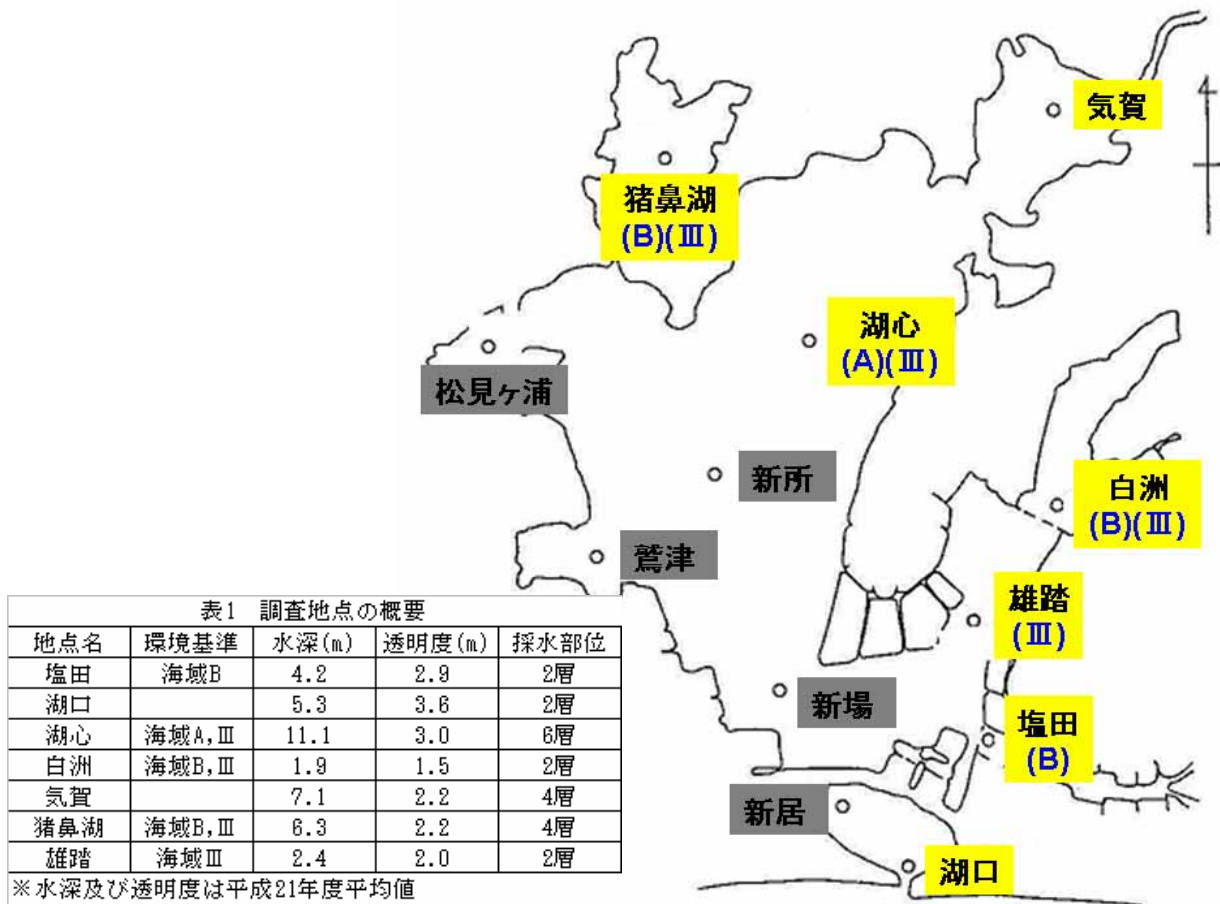 気賀
猪鼻湖
(B)(Ⅲ)
湖心
(A)(Ⅲ)
松見ヶ浦
新所
白洲
(B)(Ⅲ)
鷲津
雄踏
(Ⅲ)
新場
塩田
(B)
新居
湖口
表1 調査地点の概要
地点名 環境基準 水深(m) 透明度(m) 採水部位
塩田 海域B 4.2 2.9 2層
湖口 5.3 3.6 2層
湖心 海域A,Ⅲ 11.1 3.0 6層
白洲 海域B,Ⅲ 1.9 1.5 2層
気賀 7.1 2.2 4層
猪鼻湖 海域B,Ⅲ 6.3 2.2 4層
雄踏 海域Ⅲ 2.4 2.0 2層
※水深及び透明度は平成21年度平均値